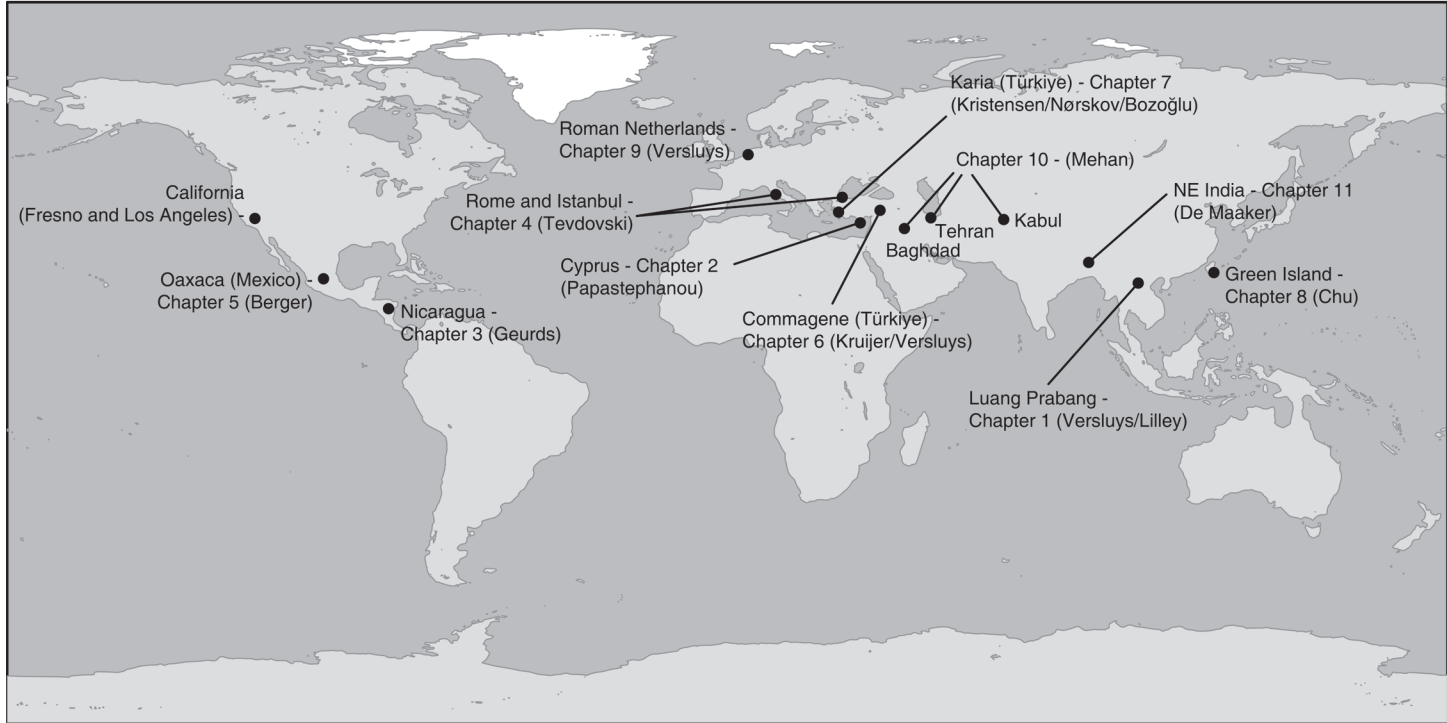 Karia (Türkiye) - Chapter 7
(Kristensen/Nørskov/Bozoğlu)
Roman Netherlands -
Chapter 9 (Versluys)
Chapter 10 - (Mehan)
California
(Fresno and Los Angeles) -
Rome and Istanbul -
Chapter 4 (Tevdovski)
NE India - Chapter 11
(De Maaker)
Kabul
Tehran
Baghdad
Cyprus - Chapter 2
(Papastephanou)
Oaxaca (Mexico) -
Chapter 5 (Berger)
Green Island -
Chapter 8 (Chu)
Nicaragua -
Chapter 3 (Geurds)
Commagene (Türkiye) -
Chapter 6 (Kruijer/Versluys)
Luang Prabang -
Chapter 1 (Versluys/Lilley)